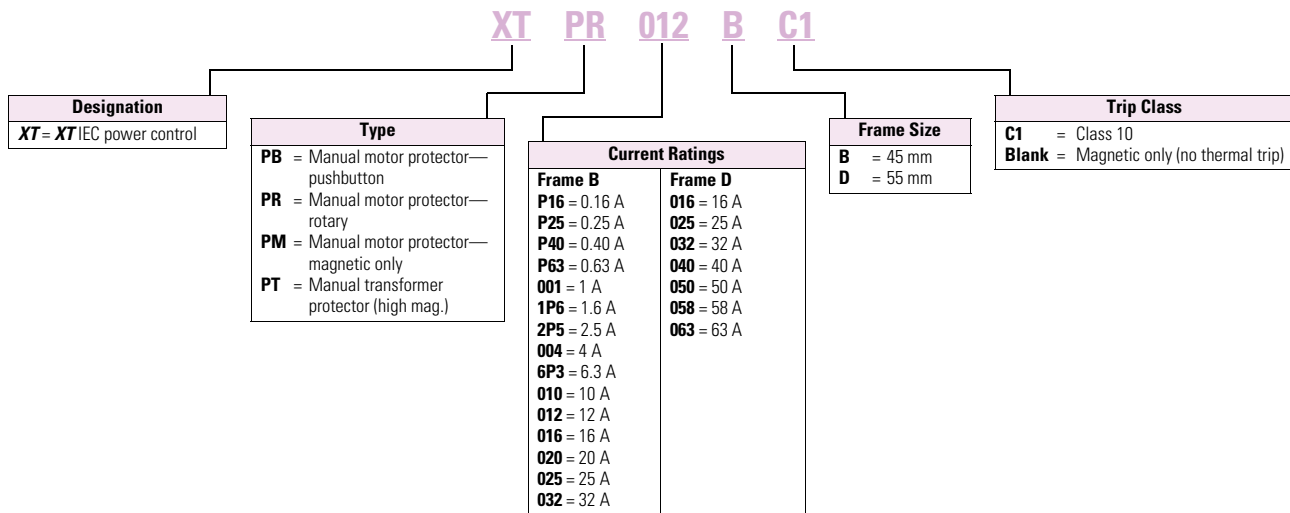 XT PR 012 B C1
Designation
XT = XT IEC power control
Type
PB = Manual motor protector—
pushbutton
PR = Manual motor protector—
rotary
PM = Manual motor protector—
magnetic only
PT = Manual transformer
protector (high mag.)
Current Ratings
Frame B
P16 = 0.16 A
P25 = 0.25 A
P40 = 0.40 A
P63 = 0.63 A
001 = 1 A
1P6 = 1.6 A
2P5 = 2.5 A
004 = 4 A
6P3 = 6.3 A
010 = 10 A
012 = 12 A
016 = 16 A
020 = 20 A
025 = 25 A
032 = 32 A
Frame D
016 = 16 A
025 = 25 A
032 = 32 A
040 = 40 A
050 = 50 A
058 = 58 A
063 = 63 A
Frame Size
B = 45 mm
D = 55 mm
Trip Class
C1 = Class 10
Blank = Magnetic only (no thermal trip)